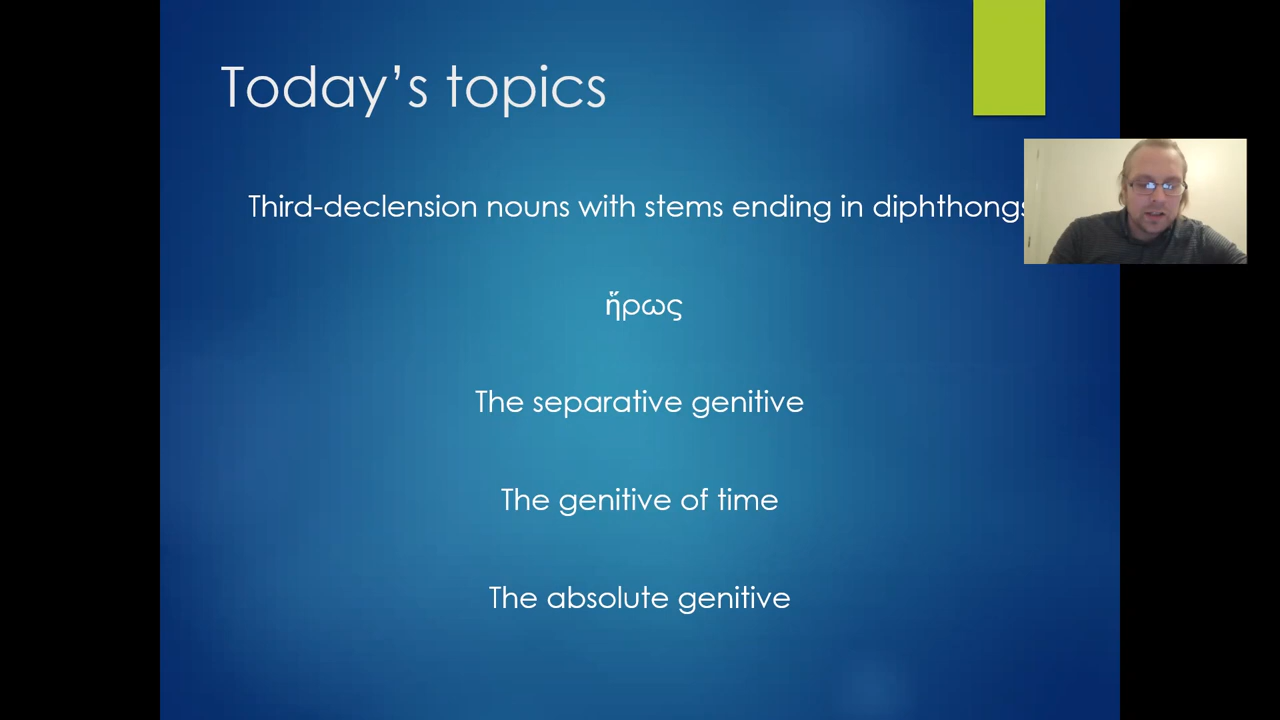 Today’s topics
Third-declension nouns with stems ending in diphthongs
ἥρως
The separative genitive
The genitive of time
The absolute genitive